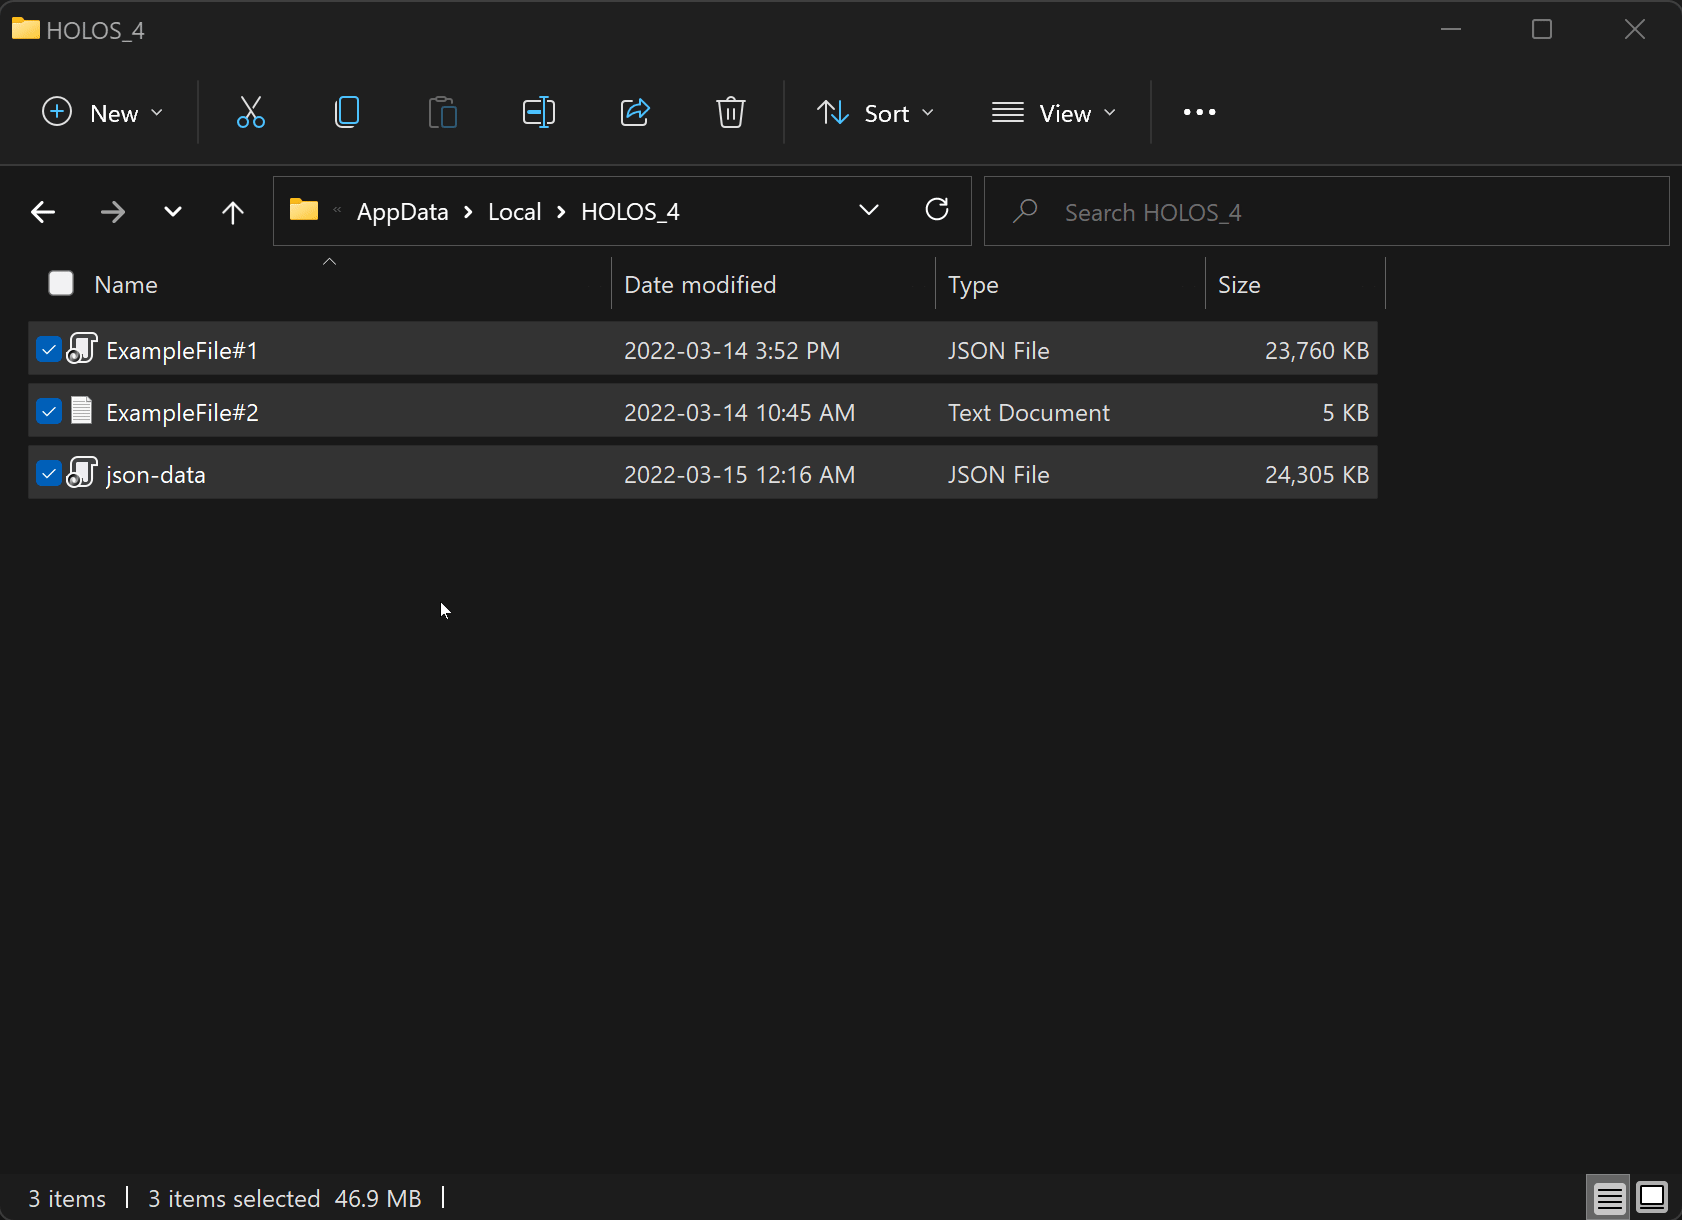 HOLOS_4
New
Sort
View
« AppData > Local > HOLOS_4
Search HOLOS_4
Name Date modified Type Size
ExampleFile#1 2022-03-14 3:52 PM JSON File 23,760 KB
ExampleFile#2 2022-03-14 10:45 AM Text Document 5 KB
json-data 2022-03-15 12:16 AM JSON File 24,305 KB
3 items | 3 items selected 46.9 MB |